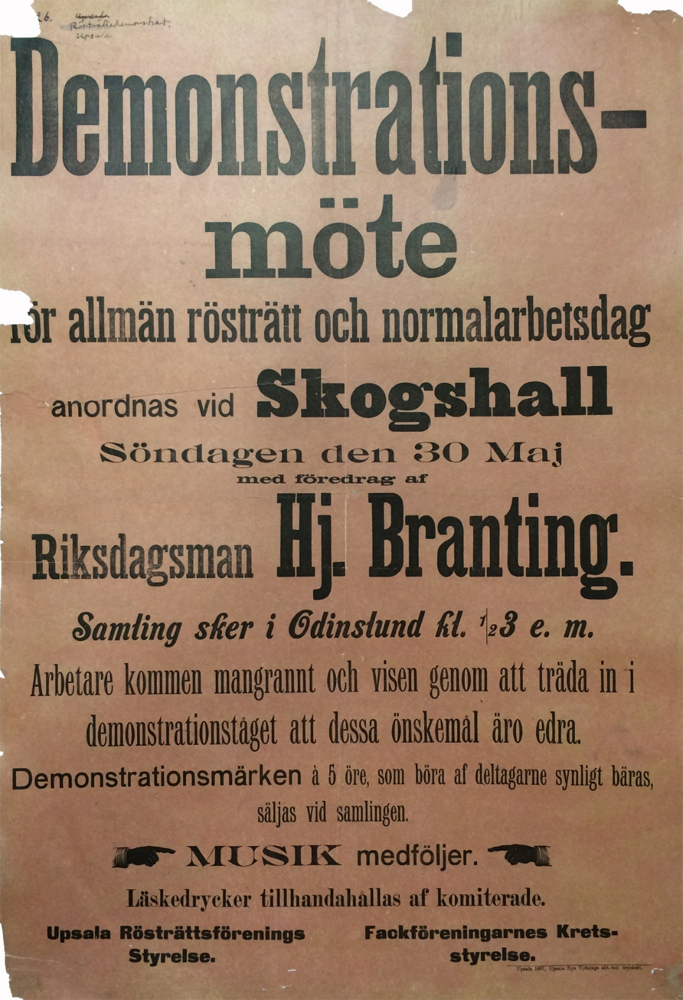 26. Upsala
Rösträttsdemonstrat.
Upsala
Demonstrations-
möte
för allmän rösträtt och normalarbetsdag
anordnas vid Skogshall
Söndagen den 30 Maj
med föredrag af
Riksdagsman Hj. Branting.
Samling sker i Odinslund kl. 1/2 3 e. m.
Arbetare kommen mangrannt och visen genom att träda in i
demonstrationståget att dessa önskemål äro edra.
Demonstrationsmärken à 5 öre, som böra af deltagarne synligt bäras,
säljas vid samlingen.
MUSIK medföljer.
Läskedrycker tillhandahållas af komiterade.
Upsala Rösträttsförenings
Styrelse.
Fackföreningarnes Krets-
styrelse.
Upsala 1897, Upsala Nya Tidnings akt.-bol. tryckeri.